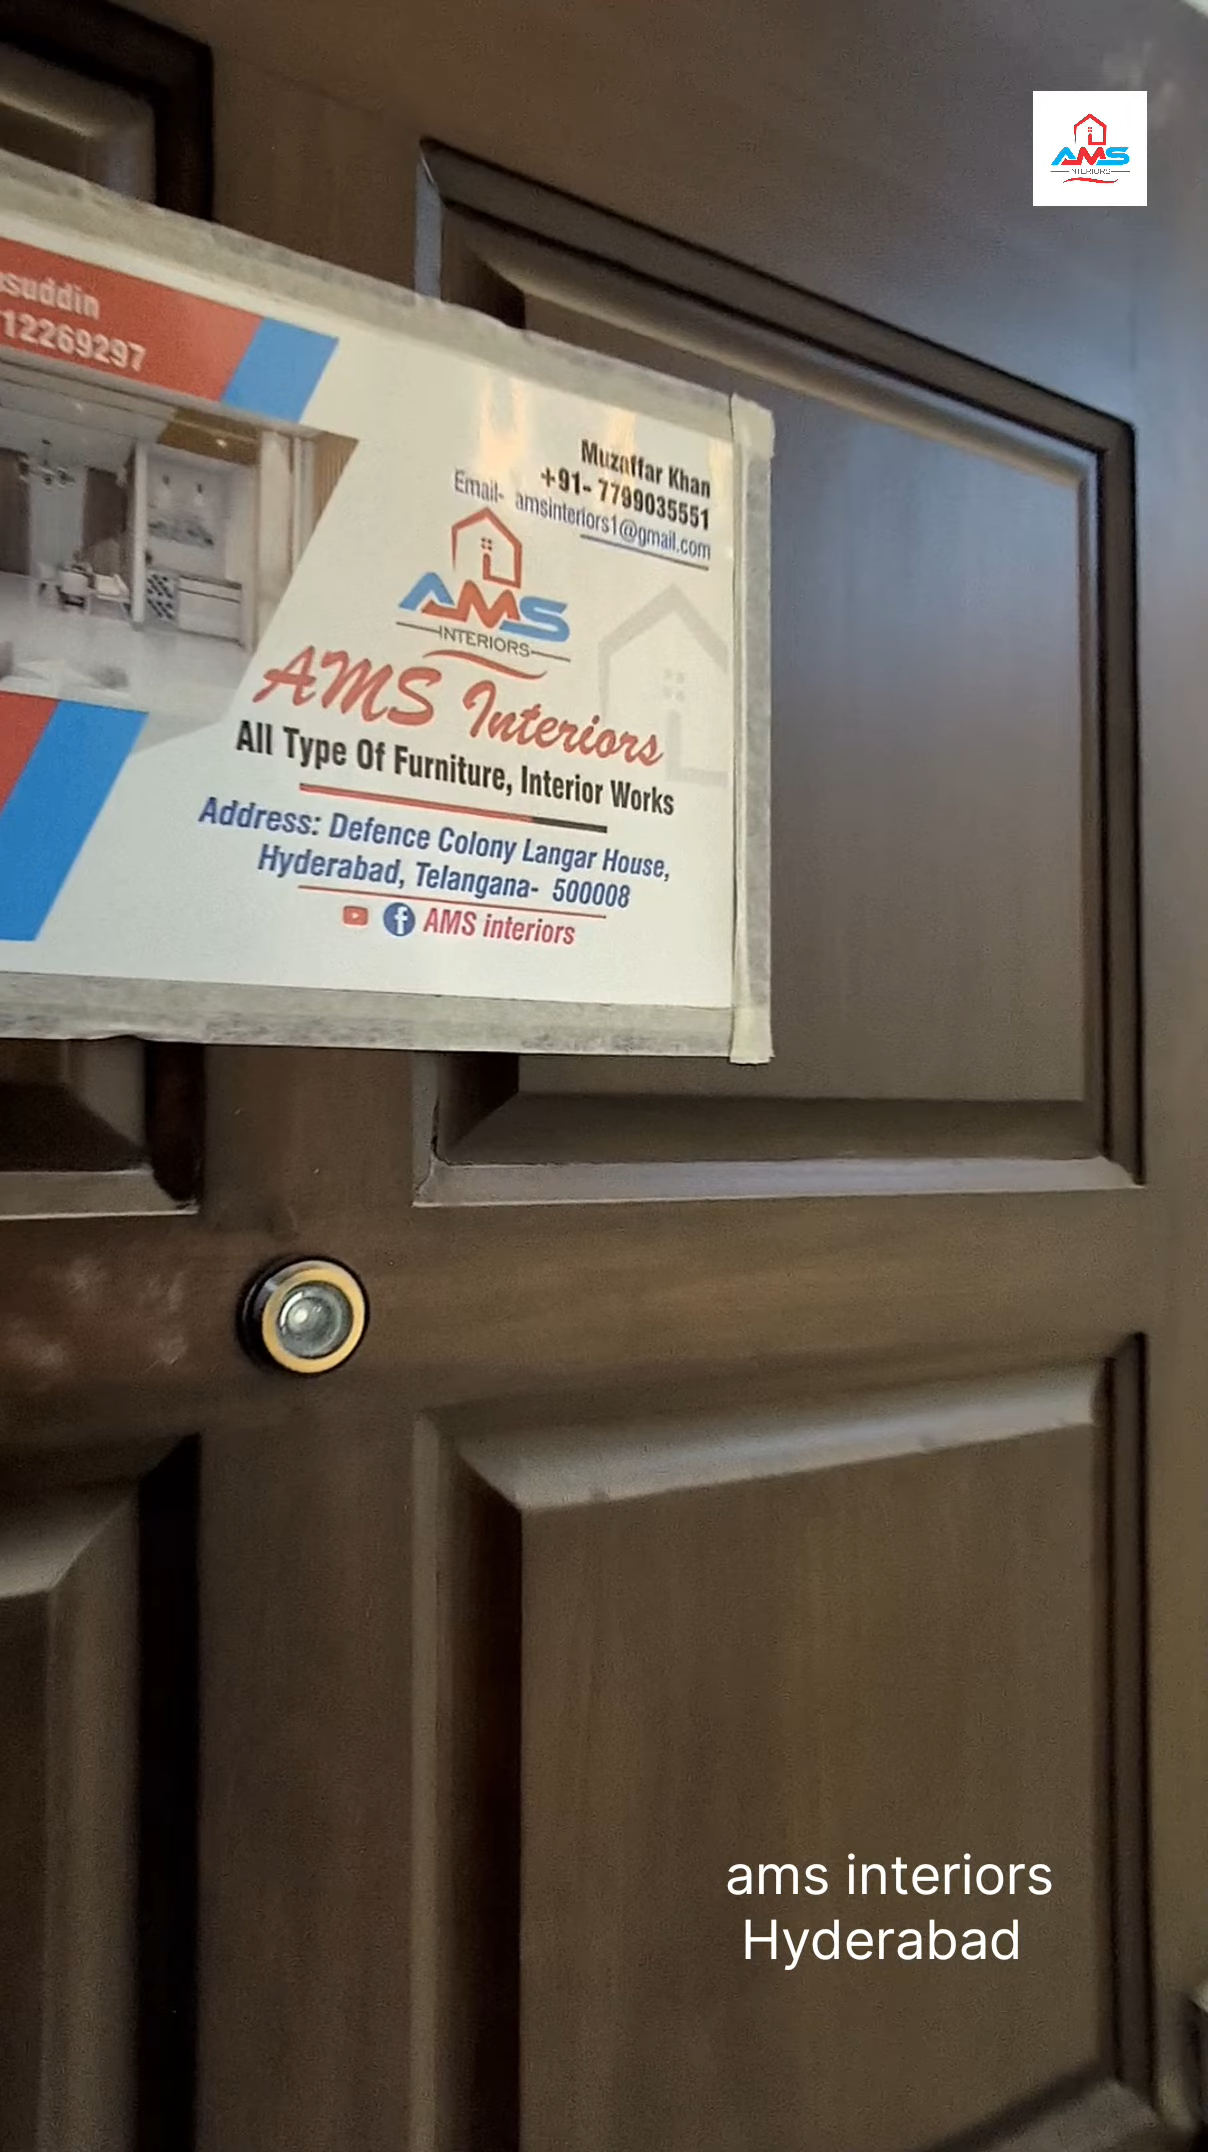 12269297
Muzaffar Khan
+91- 7799035551
Email- amsinteriors1@gmail.com
AMS
INTERIORS
AMS Interiors
All Type Of Furniture, Interior Works
Address: Defence Colony Langar House,
Hyderabad, Telangana- 500008
AMS interiors
AMS
INTERIORS
ams interiors
Hyderabad